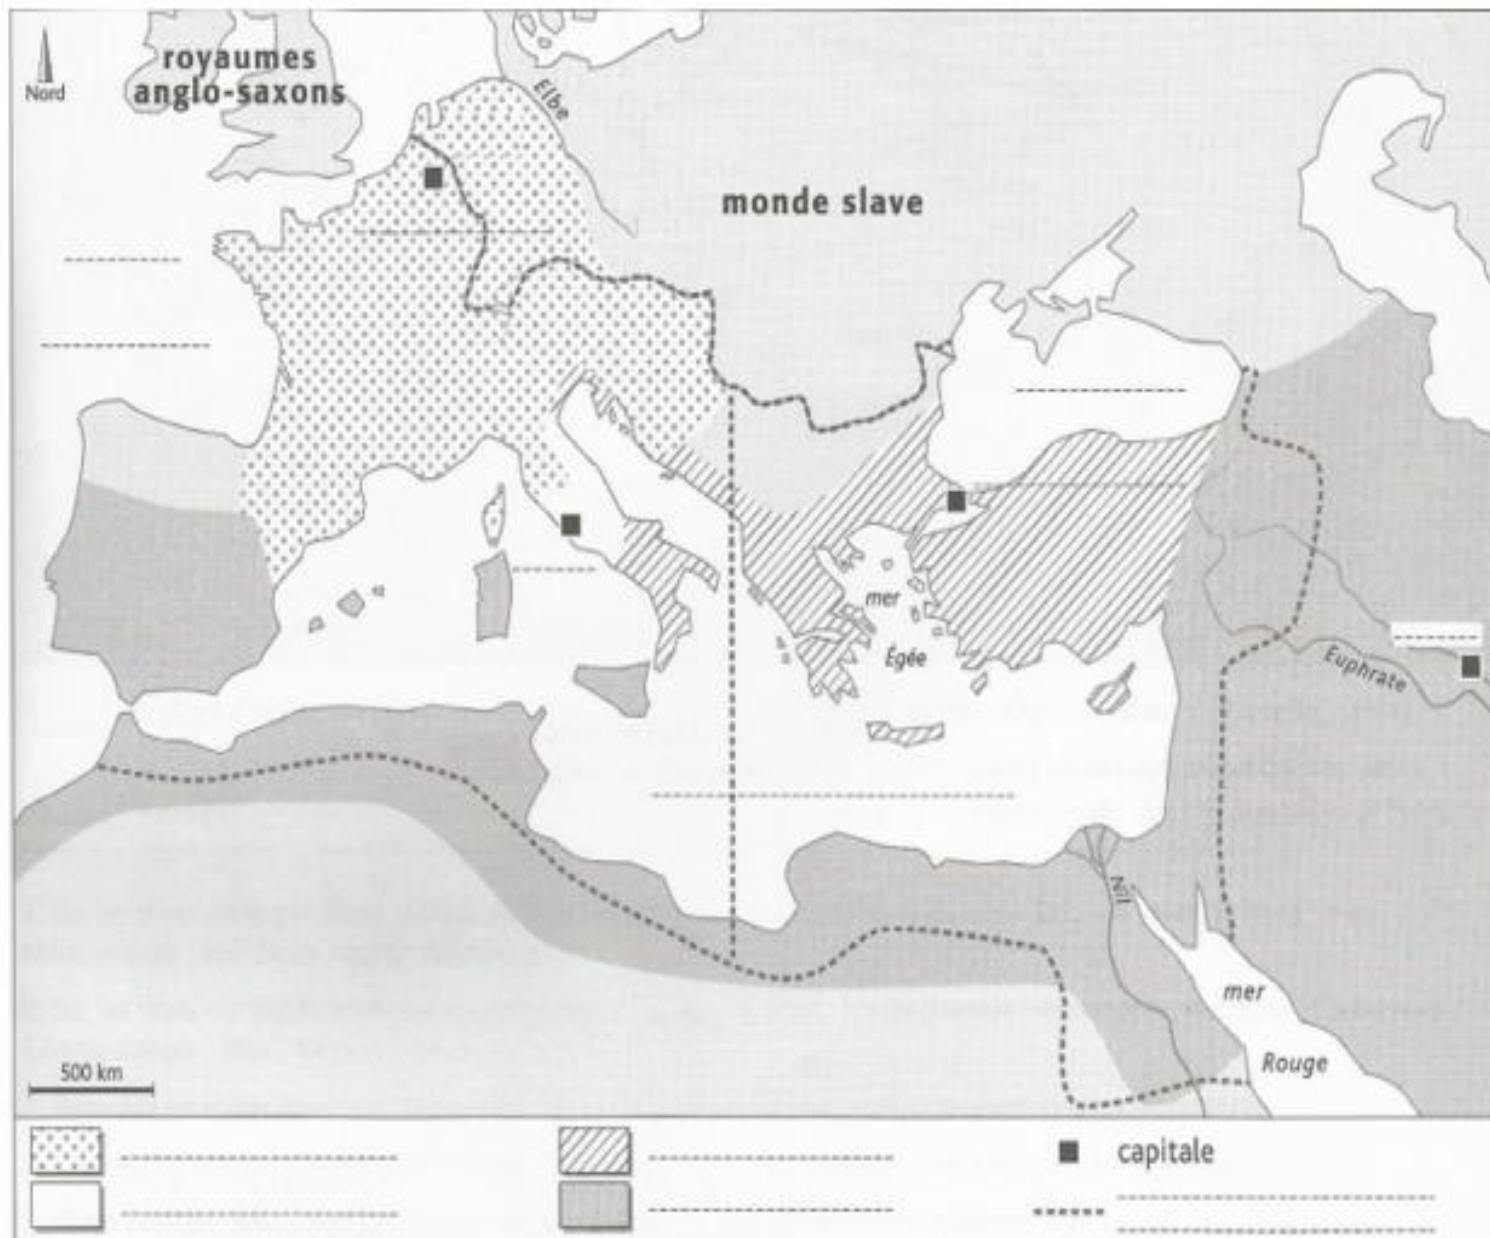 royaumes
anglo-saxons
Nord
Elbe
monde slave
mer
Égée
Euphrate
Nil
mer
Rouge
500 km
capitale